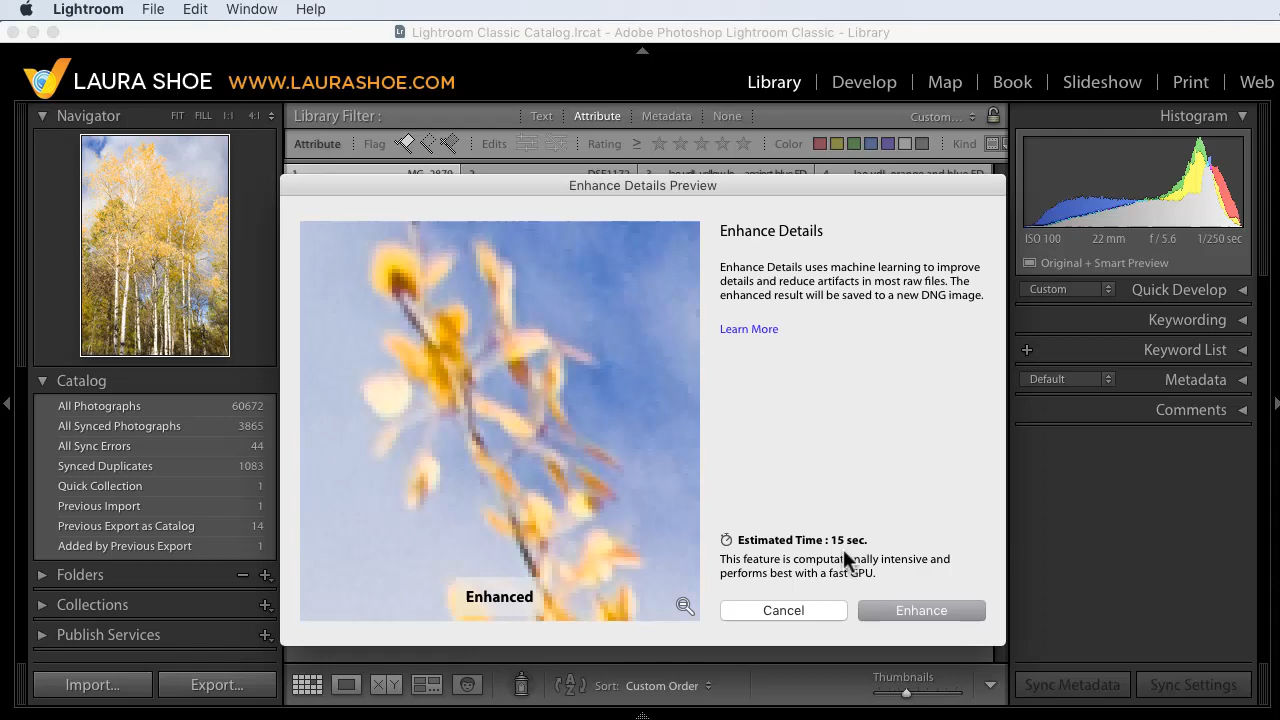 Lightroom File Edit Window Help
Lightroom Classic Catalog.lrcat - Adobe Photoshop Lightroom Classic - Library
LAURA SHOE WWW.LAURASHOE.COM
Library | Develop | Map | Book | Slideshow | Print | Web
Navigator FIT FILL 1:1 4:1
Library Filter : Text Attribute Metadata None Custom...
Histogram
Attribute Flag Edits Rating ≥ Color Kind
Enhance Details Preview
Enhance Details
Enhance Details uses machine learning to improve
details and reduce artifacts in most raw files. The
enhanced result will be saved to a new DNG image.
Learn More
Enhanced
Estimated Time : 15 sec.
This feature is computationally intensive and
performs best with a fast GPU.
Cancel Enhance
ISO 100 22 mm f / 5.6 1/250 sec
Original + Smart Preview
Custom Quick Develop
Keywording
Keyword List
Default Metadata
Comments
Catalog
All Photographs 60672
All Synced Photographs 3865
All Sync Errors 44
Synced Duplicates 1083
Quick Collection 1
Previous Import 1
Previous Export as Catalog 14
Added by Previous Export 1
Folders
Collections
Publish Services
Import... Export...
XY
Sort: Custom Order
Thumbnails
Sync Metadata Sync Settings